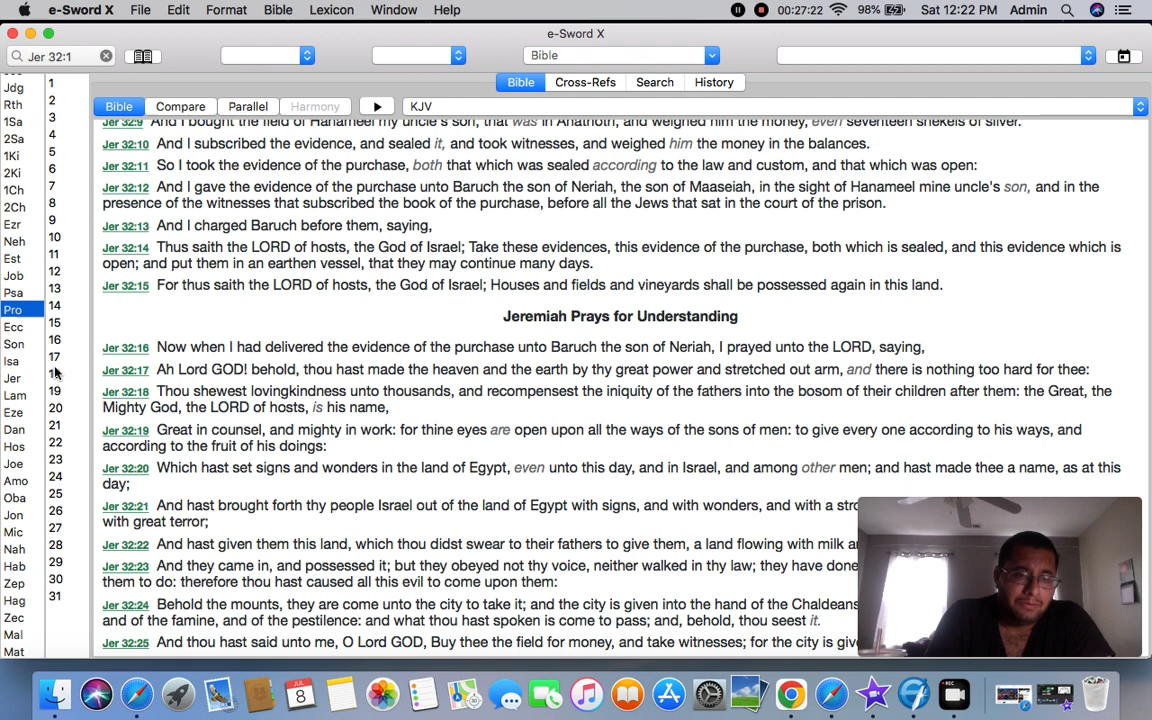 e-Sword X File Edit Format Bible Lexicon Window Help 00:27:22 98% Sat 12:22 PM Admin
e-Sword X
Jer 32:1 Bible
Bible Cross-Refs Search History
Bible Compare Parallel Harmony KJV
Jdg
Rth
1Sa
2Sa
1Ki
2Ki
1Ch
2Ch
Ezr
Neh
Est
Job
Psa
Pro
Ecc
Son
Isa
Jer
Lam
Eze
Dan
Hos
Joe
Amo
Oba
Jon
Mic
Nah
Hab
Zep
Hag
Zec
Mal
Mat
1
2
3
4
5
6
7
8
9
10
11
12
13
14
15
16
17
19
20
21
22
23
24
25
26
27
28
29
30
31
Jer 32:9 And I bought the field of Hanameel my uncle's son, that was in Anathoth, and weighed him the money, even seventeen shekels of silver.
Jer 32:10 And I subscribed the evidence, and sealed it, and took witnesses, and weighed him the money in the balances.
Jer 32:11 So I took the evidence of the purchase, both that which was sealed according to the law and custom, and that which was open:
Jer 32:12 And I gave the evidence of the purchase unto Baruch the son of Neriah, the son of Maaseiah, in the sight of Hanameel mine uncle's son, and in the
presence of the witnesses that subscribed the book of the purchase, before all the Jews that sat in the court of the prison.
Jer 32:13 And I charged Baruch before them, saying,
Jer 32:14 Thus saith the LORD of hosts, the God of Israel; Take these evidences, this evidence of the purchase, both which is sealed, and this evidence which is
open; and put them in an earthen vessel, that they may continue many days.
Jer 32:15 For thus saith the LORD of hosts, the God of Israel; Houses and fields and vineyards shall be possessed again in this land.
Jeremiah Prays for Understanding
Jer 32:16 Now when I had delivered the evidence of the purchase unto Baruch the son of Neriah, I prayed unto the LORD, saying,
Jer 32:17 Ah Lord GOD! behold, thou hast made the heaven and the earth by thy great power and stretched out arm, and there is nothing too hard for thee:
Jer 32:18 Thou shewest lovingkindness unto thousands, and recompensest the iniquity of the fathers into the bosom of their children after them: the Great, the
Mighty God, the LORD of hosts, is his name,
Jer 32:19 Great in counsel, and mighty in work: for thine eyes are open upon all the ways of the sons of men: to give every one according to his ways, and
according to the fruit of his doings:
Jer 32:20 Which hast set signs and wonders in the land of Egypt, even unto this day, and in Israel, and among other men; and hast made thee a name, as at this
day;
Jer 32:21 And hast brought forth thy people Israel out of the land of Egypt with signs, and with wonders, and with a
with great terror;
Jer 32:22 And hast given them this land, which thou didst swear to their fathers to give them, a land flowing with milk
Jer 32:23 And they came in, and possessed it; but they obeyed not thy voice, neither walked in thy law; they have done
them to do: therefore thou hast caused all this evil to come upon them:
Jer 32:24 Behold the mounts, they are come unto the city to take it; and the city is given into the hand of the Chaldeans
and of the famine, and of the pestilence: and what thou hast spoken is come to pass; and, behold, thou seest it.
Jer 32:25 And thou hast said unto me, O Lord GOD, Buy thee the field for money, and take witnesses; for the city is
JUL 8
REC